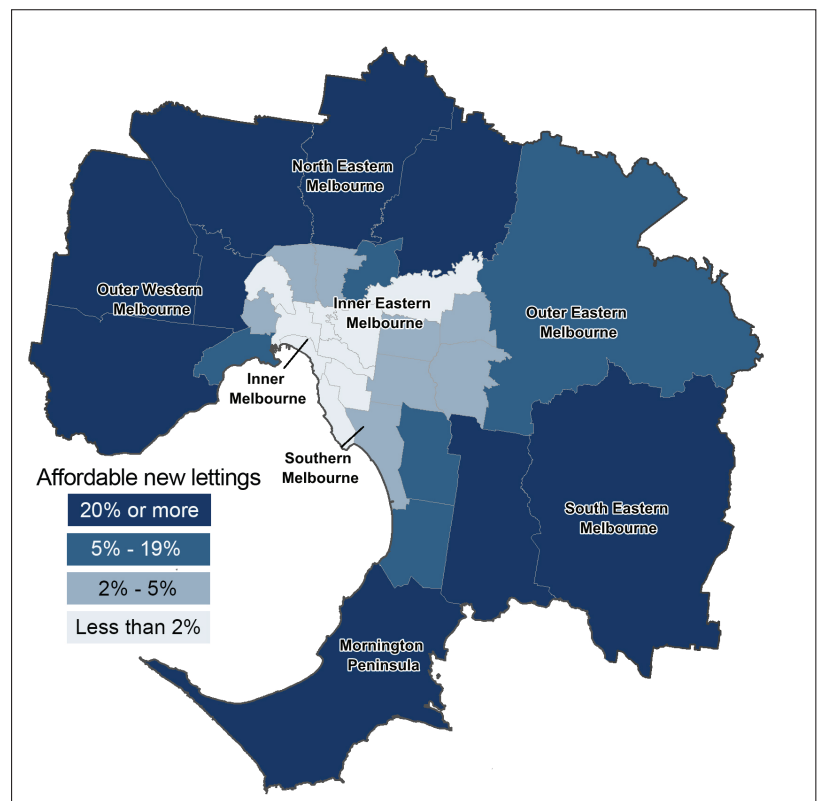 North Eastern
Melbourne
Outer Western
Melbourne
Inner Eastern
Melbourne
Outer Eastern
Melbourne
Inner
Melbourne
Southern
Melbourne
Affordable new lettings
20% or more
5% - 19%
2% - 5%
Less than 2%
South Eastern
Melbourne
Mornington
Peninsula